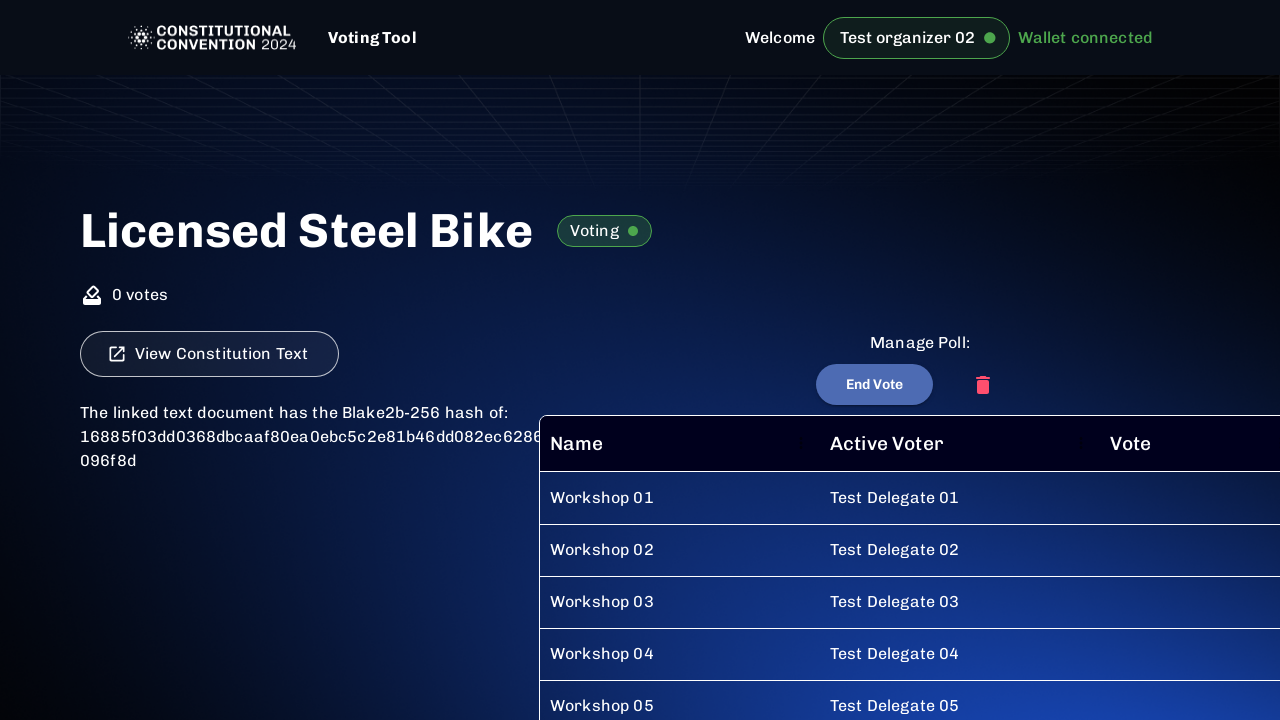 CONSTITUTIONAL
CONVENTION 2024
Voting Tool
Welcome
Test organizer 02
Wallet connected
Licensed Steel Bike
Voting
0 votes
View Constitution Text
Manage Poll:
End Vote
The linked text document has the Blake2b-256 hash of:
16885f03dd0368dbcaaf80ea0ebc5c2e81b46dd082ec6286
096f8d
Name Active Voter Vote
Workshop 01 Test Delegate 01
Workshop 02 Test Delegate 02
Workshop 03 Test Delegate 03
Workshop 04 Test Delegate 04
Workshop 05 Test Delegate 05